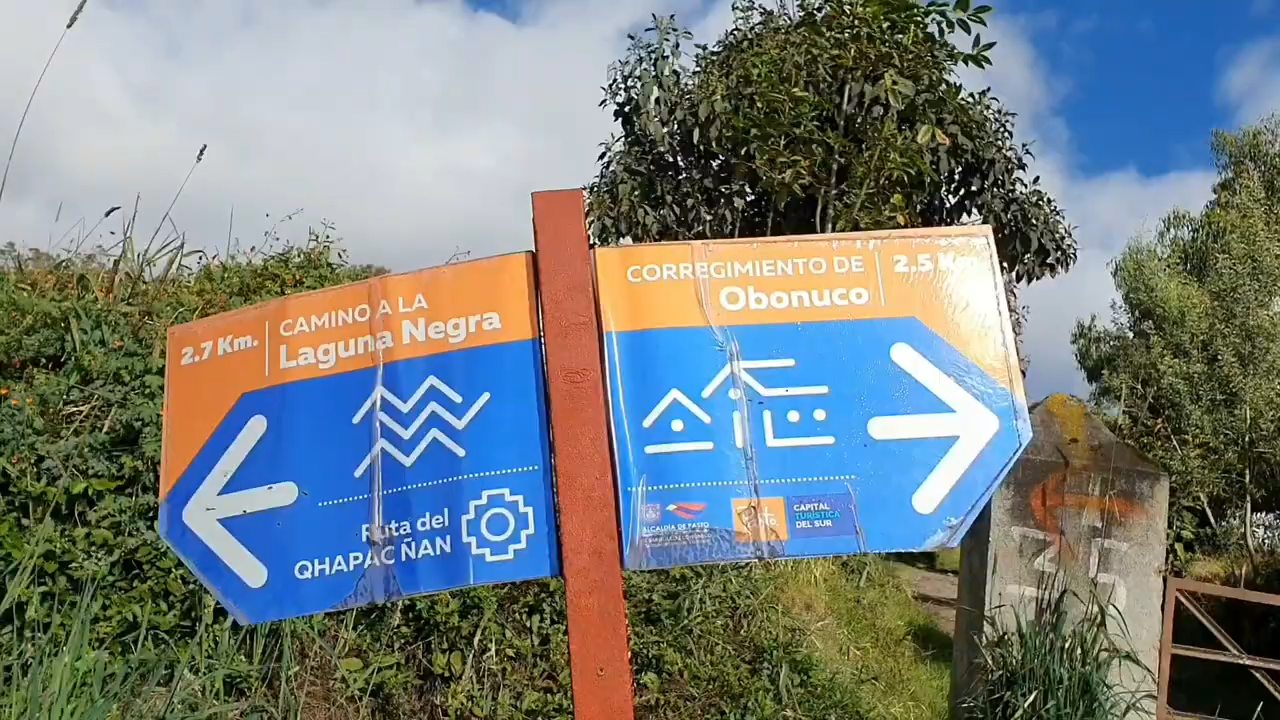 2.7 Km.
CAMINO A LA
Laguna Negra
Ruta del
QHAPAC ÑAN
CORREGIMIENTO DE
Obonuco
2,5 Km.
ALCALDÍA DE PASTO
CAPITAL
TURÍSTICA
DEL SUR